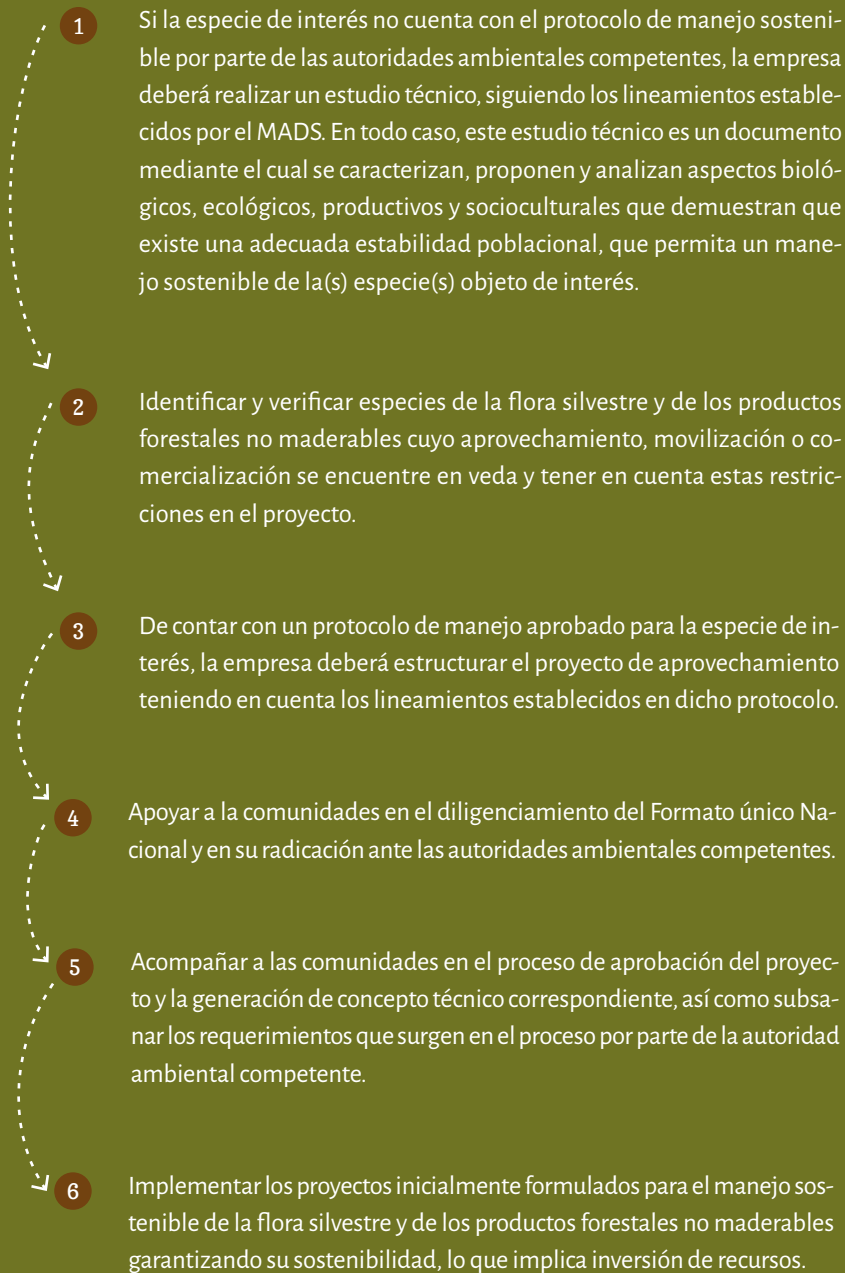 1
Si la especie de interés no cuenta con el protocolo de manejo sosteni-
ble por parte de las autoridades ambientales competentes, la empresa
deberá realizar un estudio técnico, siguiendo los lineamientos estable-
cidos por el MADS. En todo caso, este estudio técnico es un documento
mediante el cual se caracterizan, proponen y analizan aspectos bioló-
gicos, ecológicos, productivos y socioculturales que demuestran que
existe una adecuada estabilidad poblacional, que permita un mane-
jo sostenible de la(s) especie(s) objeto de interés.
2
Identificar y verificar especies de la flora silvestre y de los productos
forestales no maderables cuyo aprovechamiento, movilización o co-
mercialización se encuentre en veda y tener en cuenta estas restric-
ciones en el proyecto.
3
De contar con un protocolo de manejo aprobado para la especie de in-
terés, la empresa deberá estructurar el proyecto de aprovechamiento
teniendo en cuenta los lineamientos establecidos en dicho protocolo.
4
Apoyar a la comunidades en el diligenciamiento del Formato único Na-
cional y en su radicación ante las autoridades ambientales competentes.
5
Acompañar a las comunidades en el proceso de aprobación del proyec-
to y la generación de concepto técnico correspondiente, así como subsa-
nar los requerimientos que surgen en el proceso por parte de la autoridad
ambiental competente.
6
Implementar los proyectos inicialmente formulados para el manejo sos-
tenible de la flora silvestre y de los productos forestales no maderables
garantizando su sostenibilidad, lo que implica inversión de recursos.